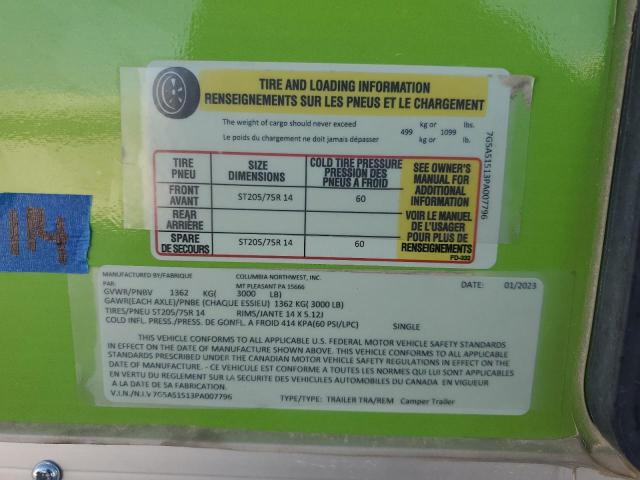 TIRE AND LOADING INFORMATION
RENSEIGNEMENTS SUR LES PNEUS ET LE CHARGEMENT
The weight of cargo should never exceed 499 kg or 1099 lbs.
Le poids du chargement ne doit jamais dépasser kg or lb.
TIRE PNEU
SIZE DIMENSIONS
COLD TIRE PRESSURE PRESSION DES PNEUS À FROID
SEE OWNER'S MANUAL FOR ADDITIONAL INFORMATION
FRONT AVANT
ST205/75R 14
60
REAR ARRIÈRE
VOIR LE MANUEL DE L'USAGER POUR PLUS DE RENSEIGNEMENTS
SPARE DE SECOURS
ST205/75R 14
60
FD-032
7G5A51513PA007796
114
MANUFACTURED BY/FABRIQUE PAR: COLUMBIA NORTHWEST, INC. DATE: 01/2023
MT PLEASANT PA 15666
GVWR/PNBV 1362 KG( 3000 LB)
GAWR(EACH AXLE)/PNBE (CHAQUE ESSIEU) 1362 KG( 3000 LB)
TIRES/PNEU ST205/75R 14 RIMS/JANTE 14 X 5.12J
COLD INFL. PRESS./PRESS. DE GONFL. A FROID 414 KPA(60 PSI/LPC) SINGLE
THIS VEHICLE CONFORMS TO ALL APPLICABLE U.S. FEDERAL MOTOR VEHICLE SAFETY STANDARDS
IN EFFECT ON THE DATE OF MANUFACTURE SHOWN ABOVE. THIS VEHICLE CONFORMS TO ALL APPLICABLE
STANDARDS PRESCRIBED UNDER THE CANADIAN MOTOR VEHICLE SAFETY REGULATIONS IN EFFECT ON
THE DATE OF MANUFACTURE. - CE VEHICULE EST CONFORME A TOUTES LES NORMES QUI LUI SONT APPLICABLES
EN VERTU DU REGLEMENT SUR LA SECURITE DES VEHICULES AUTOMOBILES DU CANADA EN VIGUEUR
A LA DATE DE SA FABRICATION.
V.I.N./N.I.V 7G5A51513PA007796 TYPE/TYPE: TRAILER TRA/REM Camper Trailer